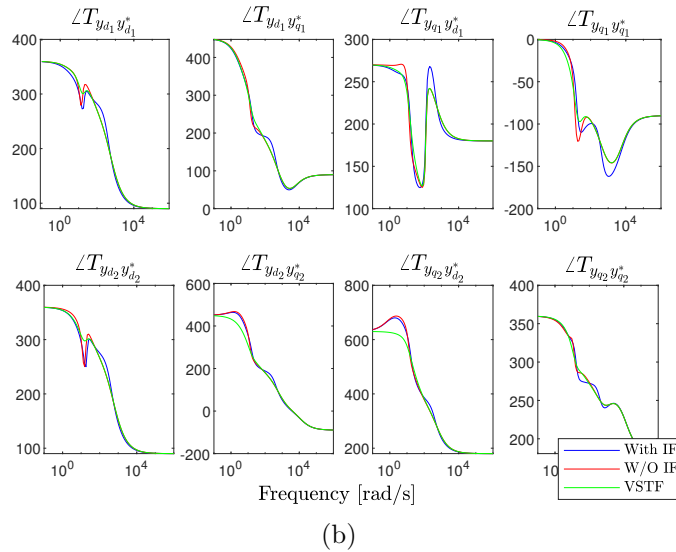 ∠T_{y_{d_1} y^*_{d_1}} ∠T_{y_{d_1} y^*_{q_1}} ∠T_{y_{q_1} y^*_{d_1}} ∠T_{y_{q_1} y^*_{q_1}}
400 300 200 100
10^0 10^4
400 200 0
10^0 10^4
300 250 200 150 100
10^0 10^4
0 -50 -100 -150 -200
10^0 10^4
∠T_{y_{d_2} y^*_{d_2}} ∠T_{y_{d_2} y^*_{q_2}} ∠T_{y_{q_2} y^*_{d_2}} ∠T_{y_{q_2} y^*_{q_2}}
400 300 200 100
10^0 10^4
600 400 200 0 -200
10^0 10^4
800 600 400 200
10^0 10^4
400 350 300 250 200
10^0
With IF
W/O IF
VSTF
Frequency [rad/s]
(b)